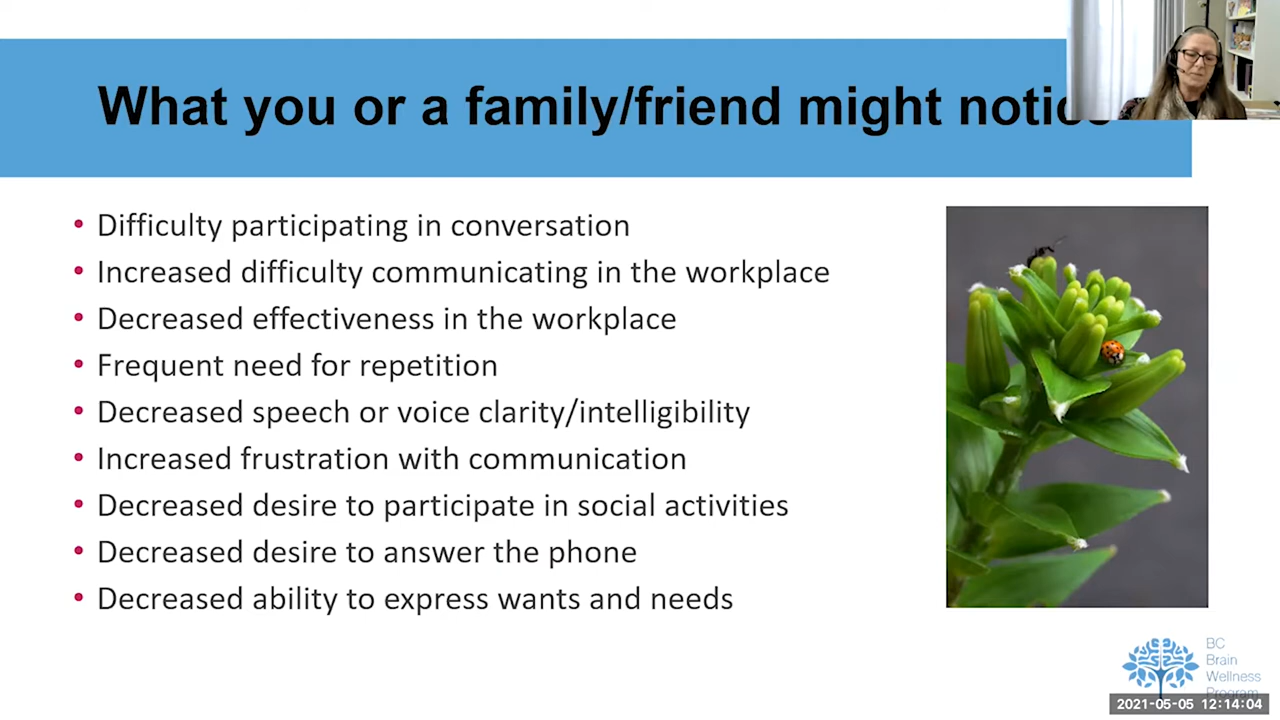 What you or a family/friend might notice
• Difficulty participating in conversation
• Increased difficulty communicating in the workplace
• Decreased effectiveness in the workplace
• Frequent need for repetition
• Decreased speech or voice clarity/intelligibility
• Increased frustration with communication
• Decreased desire to participate in social activities
• Decreased desire to answer the phone
• Decreased ability to express wants and needs
BC
Brain
Wellness
Program
2021-05-05 12:14:04